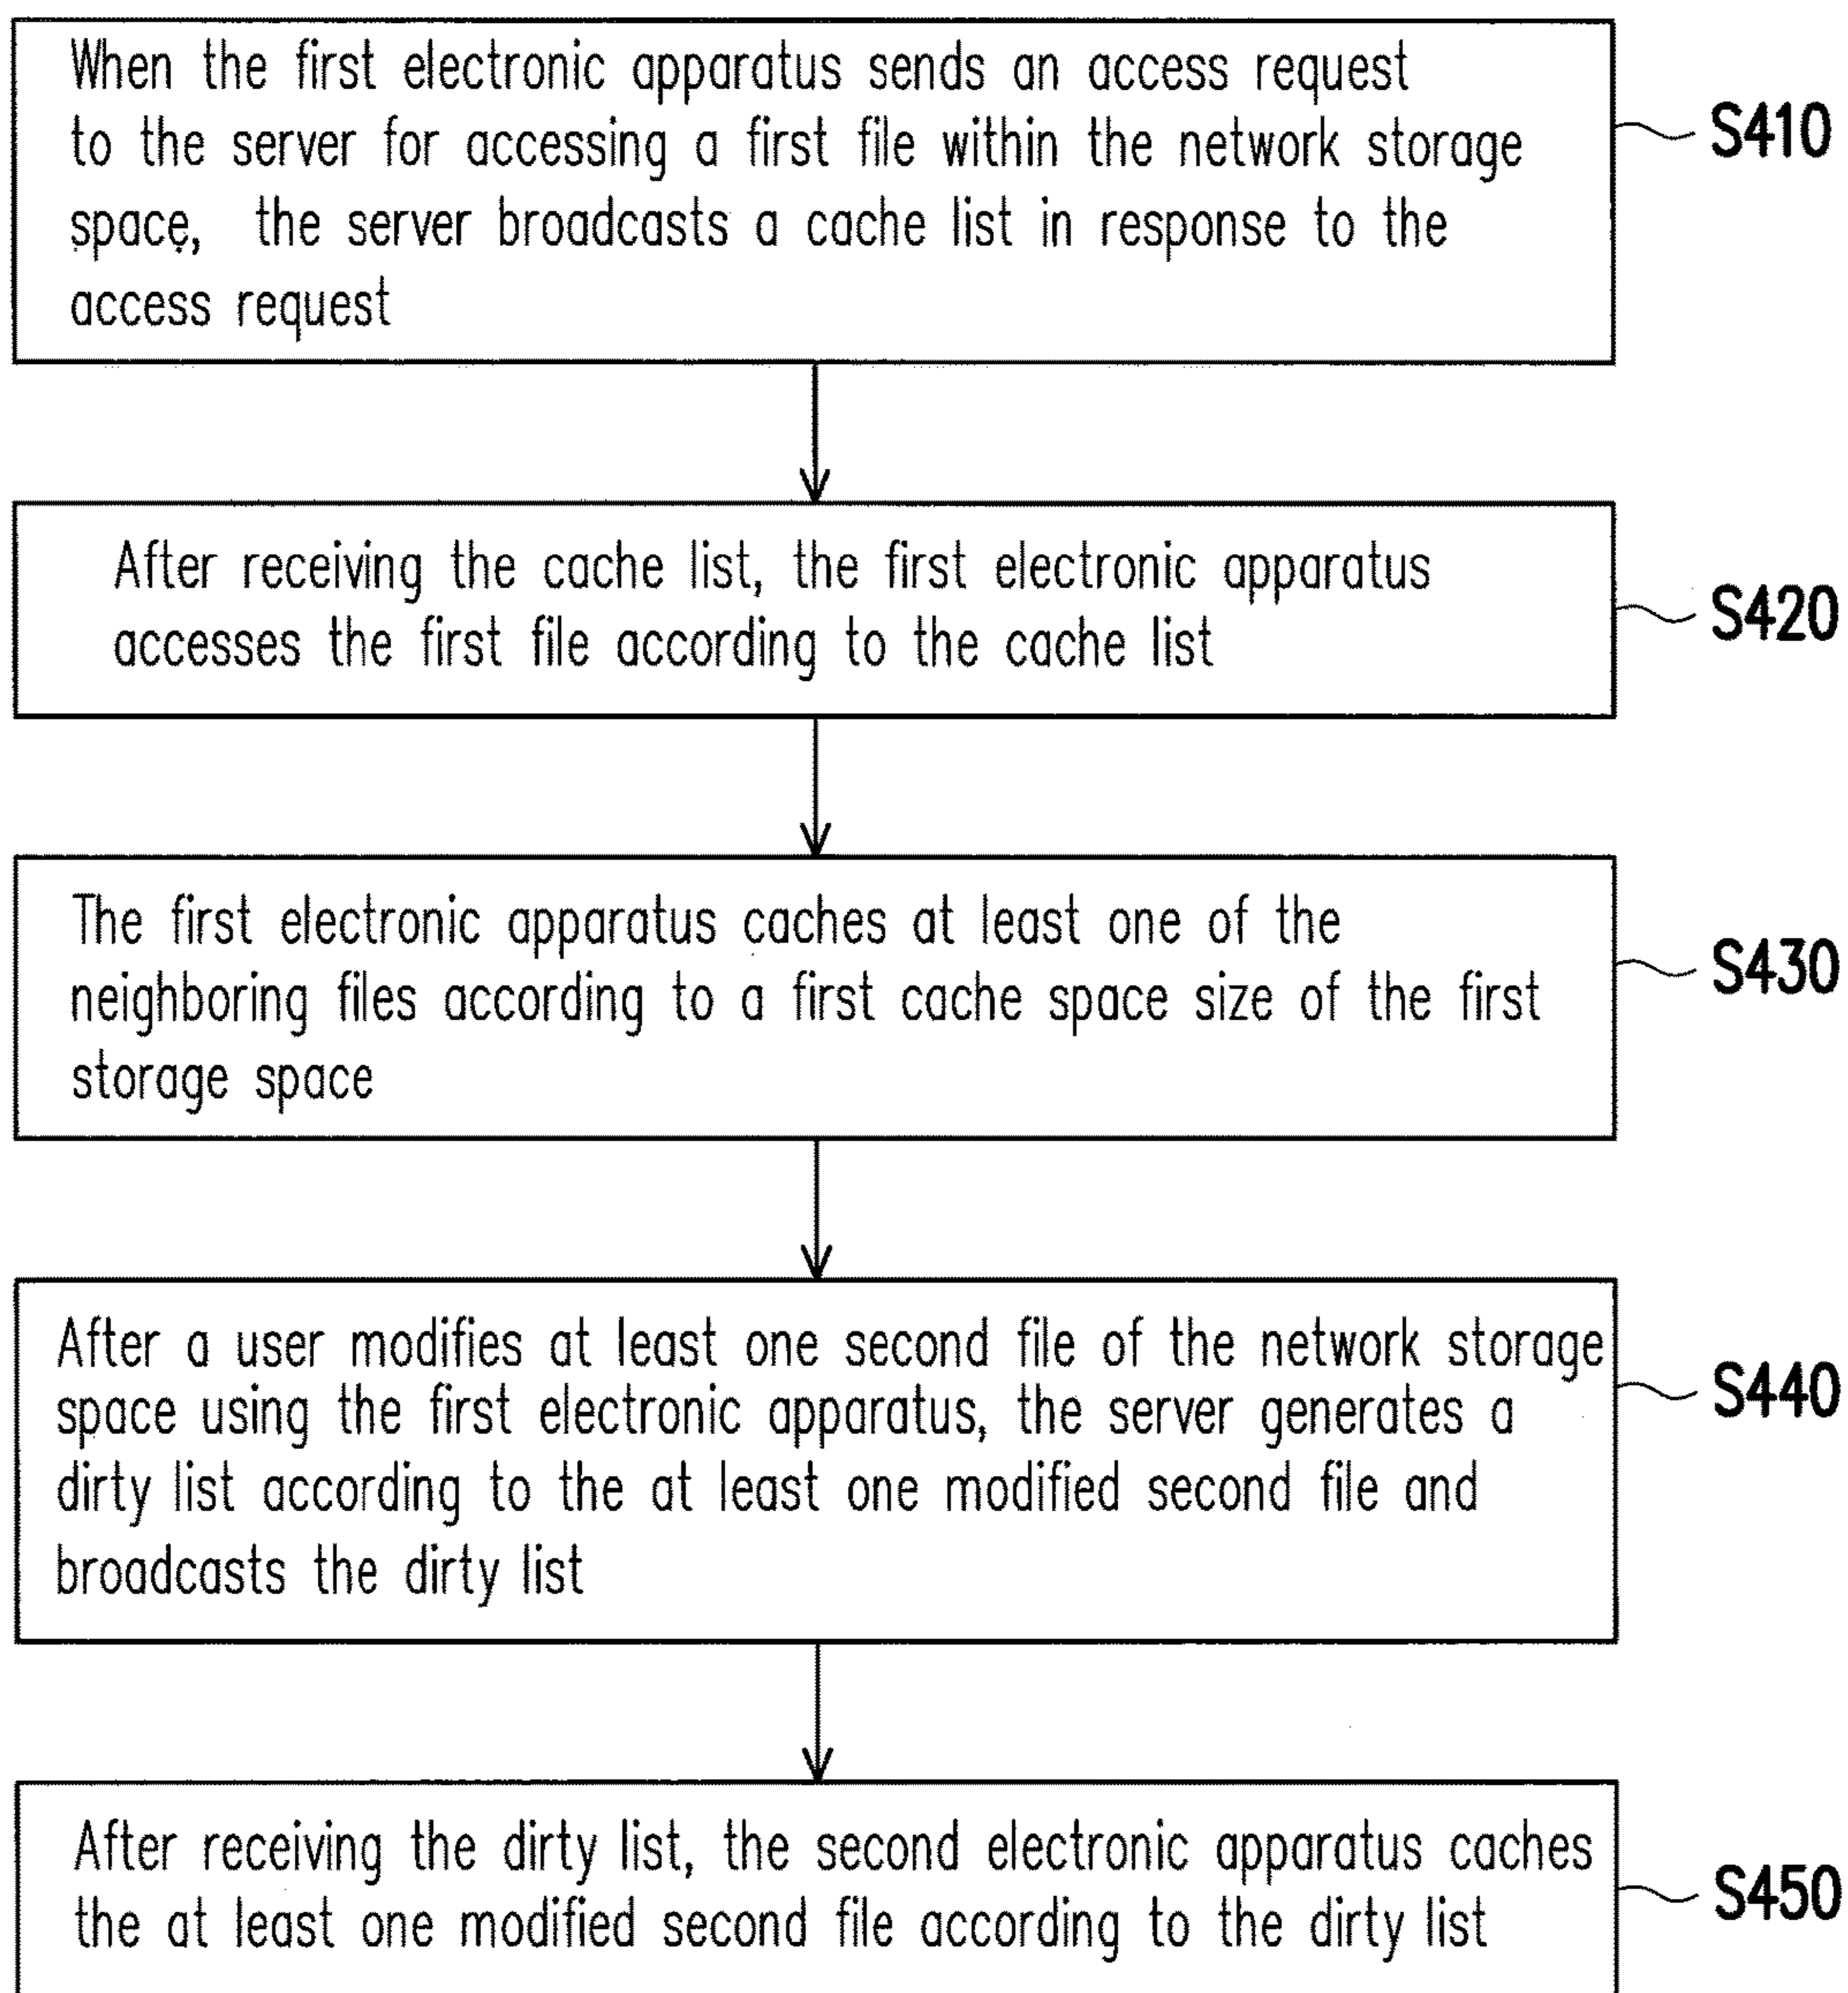 When the first electronic apparatus sends an access request
to the server for accessing a first file within the network storage
space, the server broadcasts a cache list in response to the
access request
S410
After receiving the cache list, the first electronic apparatus
accesses the first file according to the cache list
S420
The first electronic apparatus caches at least one of the
neighboring files according to a first cache space size of the first
storage space
S430
After a user modifies at least one second file of the network storage
space using the first electronic apparatus, the server generates a
dirty list according to the at least one modified second file and
broadcasts the dirty list
S440
After receiving the dirty list, the second electronic apparatus caches
the at least one modified second file according to the dirty list
S450